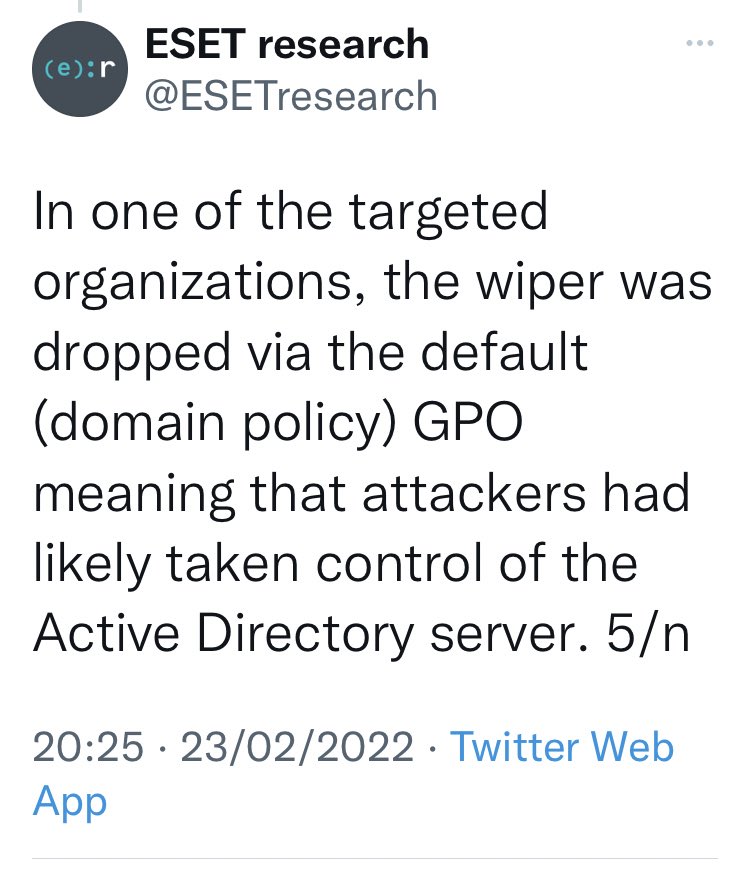 (e):r
ESET research
@ESETresearch
In one of the targeted
organizations, the wiper was
dropped via the default
(domain policy) GPO
meaning that attackers had
likely taken control of the
Active Directory server. 5/n
20:25 · 23/02/2022 · Twitter Web
App